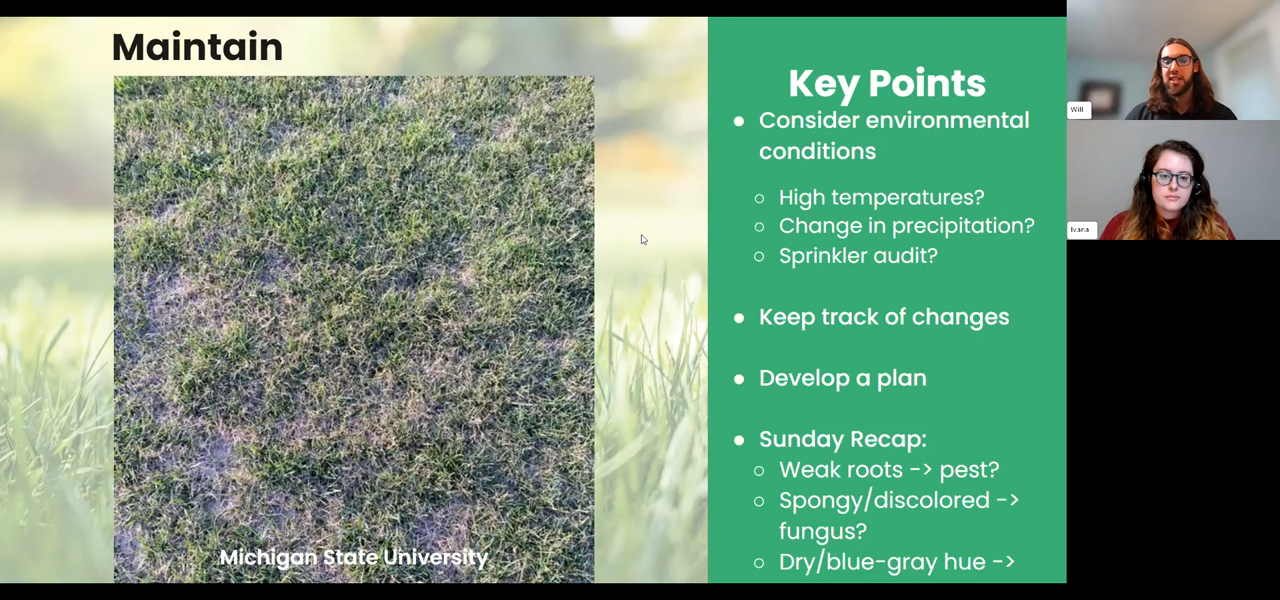 Maintain
Michigan State University
Key Points
• Consider environmental
conditions
○ High temperatures?
○ Change in precipitation?
○ Sprinkler audit?
• Keep track of changes
• Develop a plan
• Sunday Recap:
○ Weak roots -> pest?
○ Spongy/discolored ->
fungus?
○ Dry/blue-gray hue ->
Will
Ivana